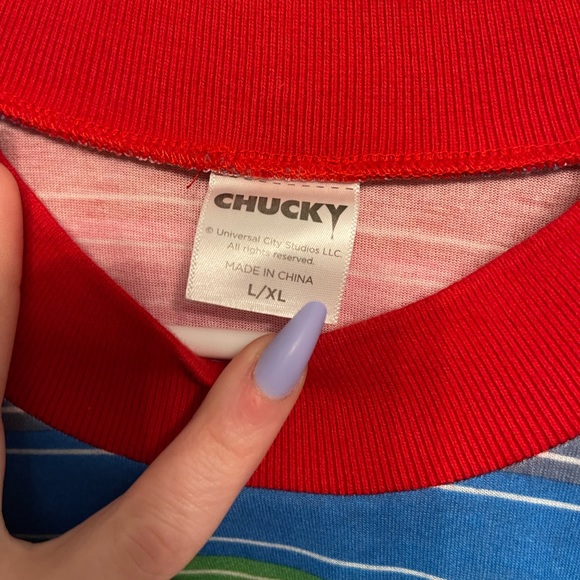 CHUCKY
© Universal City Studios LLC.
All rights reserved.
MADE IN CHINA
L/XL